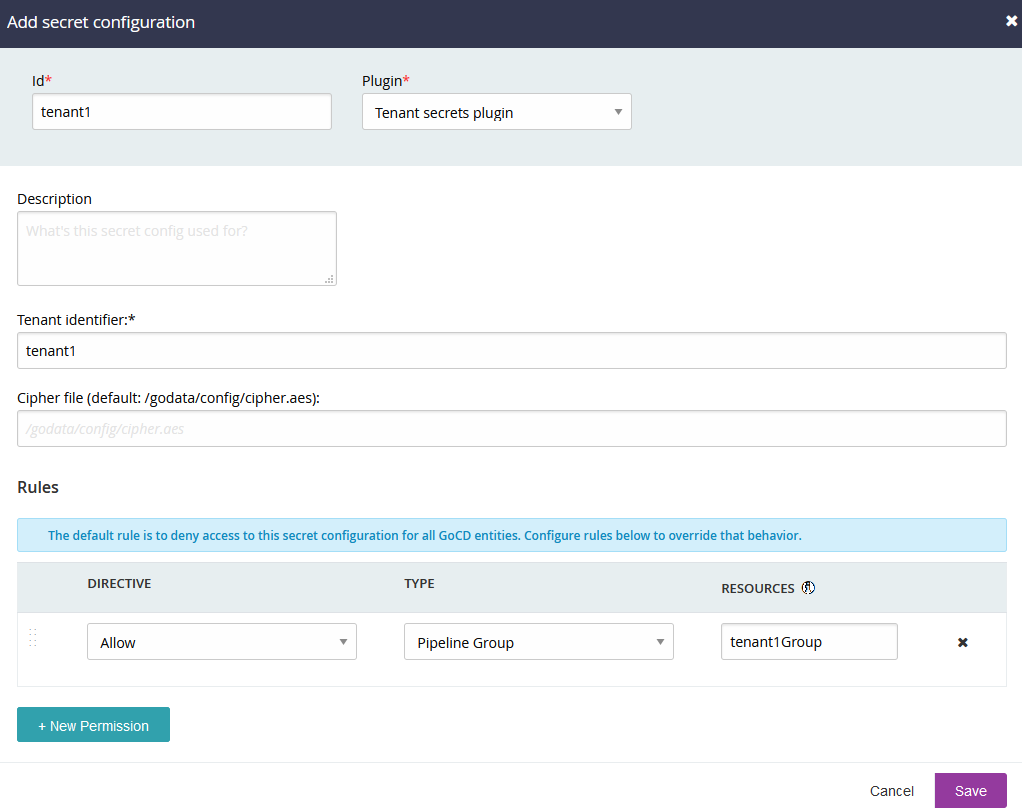 Add secret configuration
Id* Plugin*
tenant1 Tenant secrets plugin
Description
What's this secret config used for?
Tenant identifier:*
tenant1
Cipher file (default: /godata/config/cipher.aes):
/godata/config/cipher.aes
Rules
The default rule is to deny access to this secret configuration for all GoCD entities. Configure rules below to override that behavior.
DIRECTIVE TYPE RESOURCES
Allow Pipeline Group tenant1Group
+ New Permission
Cancel Save